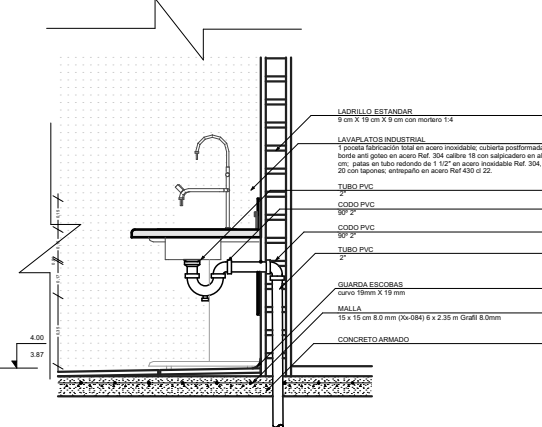 LADRILLO ESTANDAR
9 cm X 19 cm X 9 cm con mortero 1:4
LAVAPLATOS INDUSTRIAL
1 poceta fabricación total en acero inoxidable; cubierta postformada
borde anti goteo en acero Ref. 304 calibre 18 con salpicadero en al
cm; patas en tubo redondo de 1 1/2" en acero inoxidable Ref. 304,
20 con tapones; entrepaño en acero Ref 430 cl 22.
TUBO PVC
2"
CODO PVC
90º 2"
CODO PVC
90º 2"
TUBO PVC
2"
GUARDA ESCOBAS
curvo 19mm X 19 mm
MALLA
15 x 15 cm 8.0 mm (Xx-084) 6 x 2.35 m Grafil 8.0mm
CONCRETO ARMADO
4.00
3.87